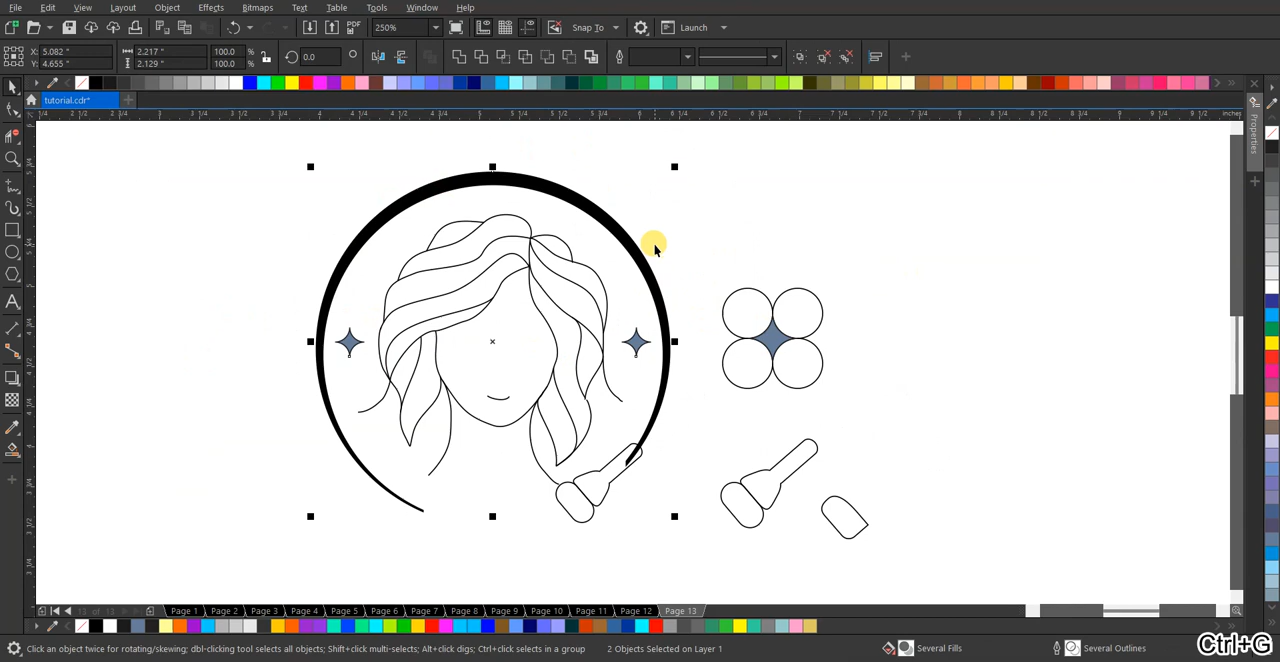 File Edit View Layout Object Effects Bitmaps Text Table Tools Window Help
PDF 250% Snap To Launch
X: 5.082 " 2.217 " 100.0 % 0.0
Y: 4.655 " 2.129 " 100.0 %
tutorial.cdr*
inches
Properties
13 of 13 Page 1 Page 2 Page 3 Page 4 Page 5 Page 6 Page 7 Page 8 Page 9 Page 10 Page 11 Page 12 Page 13
Click an object twice for rotating/skewing; dbl-clicking tool selects all objects; Shift+click multi-selects; Alt+click digs; Ctrl+click selects in a group 2 Objects Selected on Layer 1 Several Fills Several Outlines
Ctrl+G